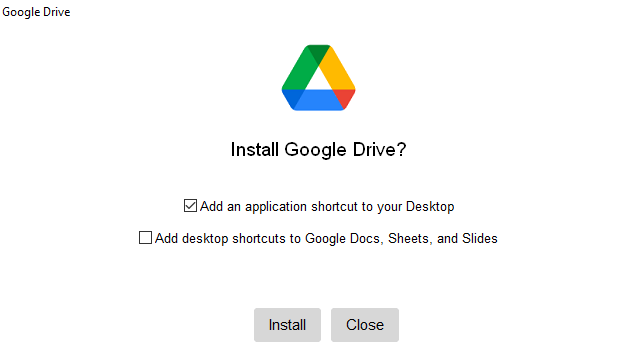 Google Drive
Install Google Drive?
Add an application shortcut to your Desktop
Add desktop shortcuts to Google Docs, Sheets, and Slides
Install Close